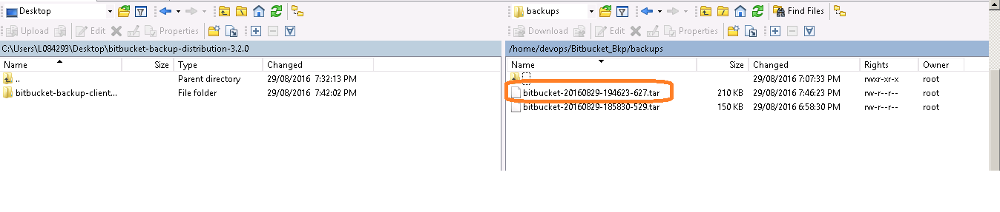 Desktop
backups
Find Files
Upload
Edit
Properties
Download
Edit
Properties
C:\Users\L084293\Desktop\bitbucket-backup-distribution-3.2.0
/home/devops/Bitbucket_Bkp/backups
Name Size Type Changed
Name Size Changed Rights Owner
.. Parent directory 29/08/2016 7:32:13 PM
bitbucket-backup-client... File folder 29/08/2016 7:42:02 PM
29/08/2016 7:07:33 PM rwxr-xr-x root
bitbucket-20160829-194623-627.tar 210 KB 29/08/2016 7:46:23 PM rw-r--r-- root
bitbucket-20160829-185830-529.tar 150 KB 29/08/2016 6:58:30 PM rw-r--r-- root